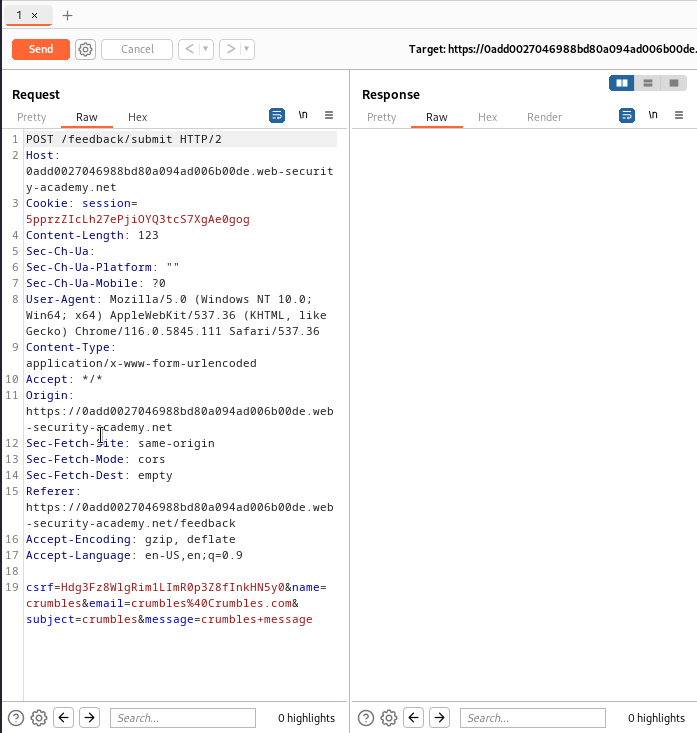 1 ×
+
Send
Cancel
<
>
Target: https://0add0027046988bd80a094ad006b00de.
Request
Response
Pretty
Raw
Hex
\n
Pretty
Raw
Hex
Render
\n
1 POST /feedback/submit HTTP/2
2 Host:
0add0027046988bd80a094ad006b00de.web-securit
y-academy.net
3 Cookie: session=
5pprzZIcLh27ePjiOYQ3tcS7XgAe0gog
4 Content-Length: 123
5 Sec-Ch-Ua:
6 Sec-Ch-Ua-Platform: ""
7 Sec-Ch-Ua-Mobile: ?0
8 User-Agent: Mozilla/5.0 (Windows NT 10.0;
Win64; x64) AppleWebKit/537.36 (KHTML, like
Gecko) Chrome/116.0.5845.111 Safari/537.36
9 Content-Type:
application/x-www-form-urlencoded
10 Accept: */*
11 Origin:
https://0add0027046988bd80a094ad006b00de.web
-security-academy.net
12 Sec-Fetch-Site: same-origin
13 Sec-Fetch-Mode: cors
14 Sec-Fetch-Dest: empty
15 Referer:
https://0add0027046988bd80a094ad006b00de.web
-security-academy.net/feedback
16 Accept-Encoding: gzip, deflate
17 Accept-Language: en-US,en;q=0.9
18
19 csrf=Hdg3Fz8WlgRim1LImR0p3Z8fInkHN5y0&name=
crumbles&email=crumbles%40Crumbles.com&
subject=crumbles&message=crumbles+message
Search...
0 highlights
Search...
0 highlights